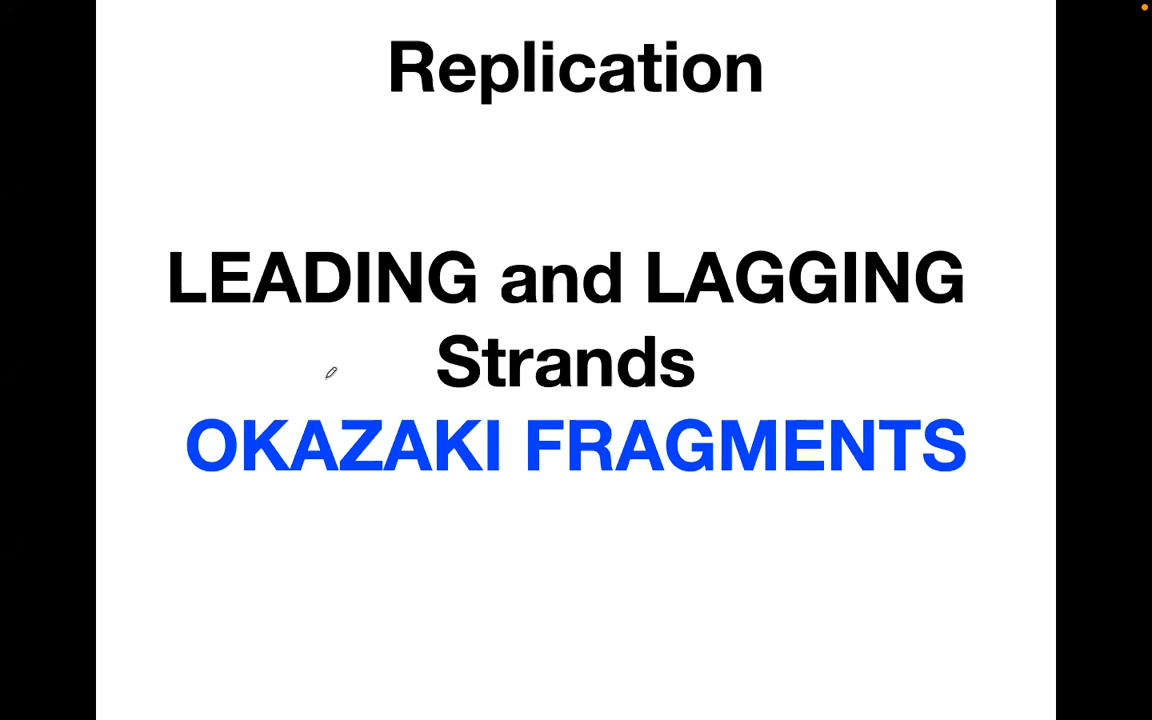 Replication
LEADING and LAGGING
Strands
OKAZAKI FRAGMENTS